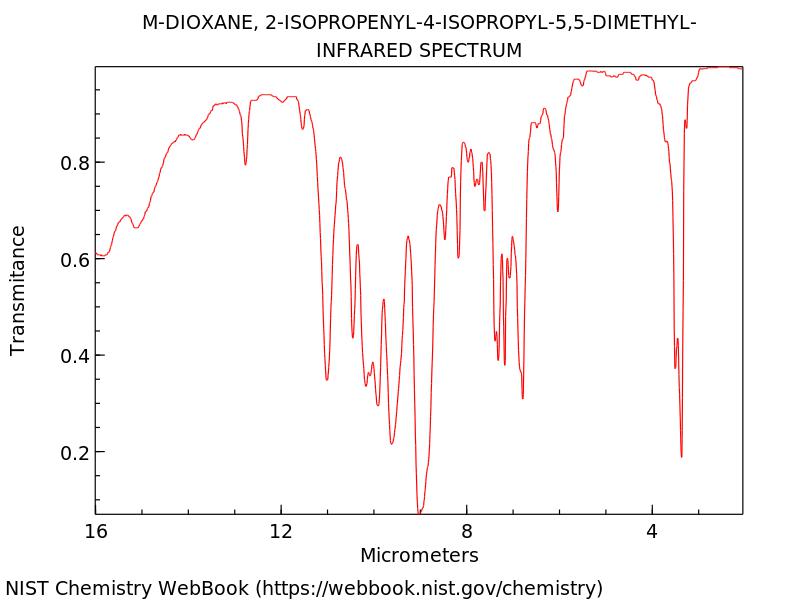 M-DIOXANE, 2-ISOPROPENYL-4-ISOPROPYL-5,5-DIMETHYL-
INFRARED SPECTRUM
0.8
0.6
0.4
0.2
Transmitance
16 12 8 4
Micrometers
NIST Chemistry WebBook (https://webbook.nist.gov/chemistry)